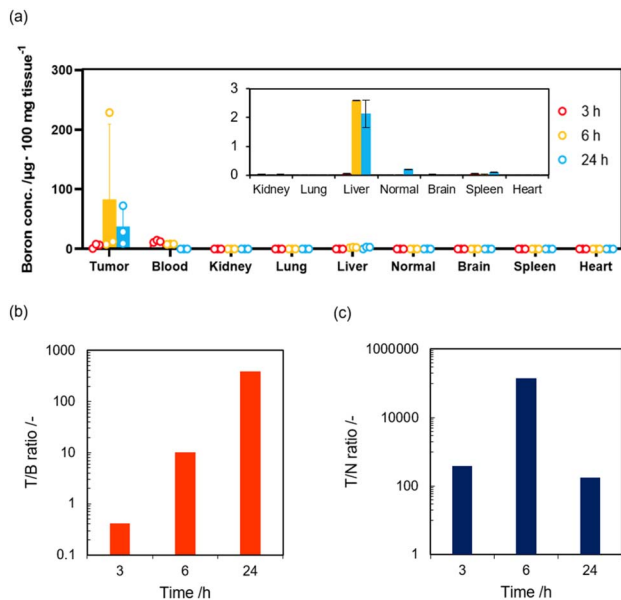 (a)
Boron conc. /μg· 100 mg tissue-1
300
200
100
0
3
2
1
0
Kidney Lung Liver Normal Brain Spleen Heart
3 h
6 h
24 h
Tumor Blood Kidney Lung Liver Normal Brain Spleen Heart
(b)
T/B ratio /-
1000
100
10
1
0.1
3 6 24
Time /h
(c)
T/N ratio /-
1000000
10000
100
1
3 6 24
Time /h